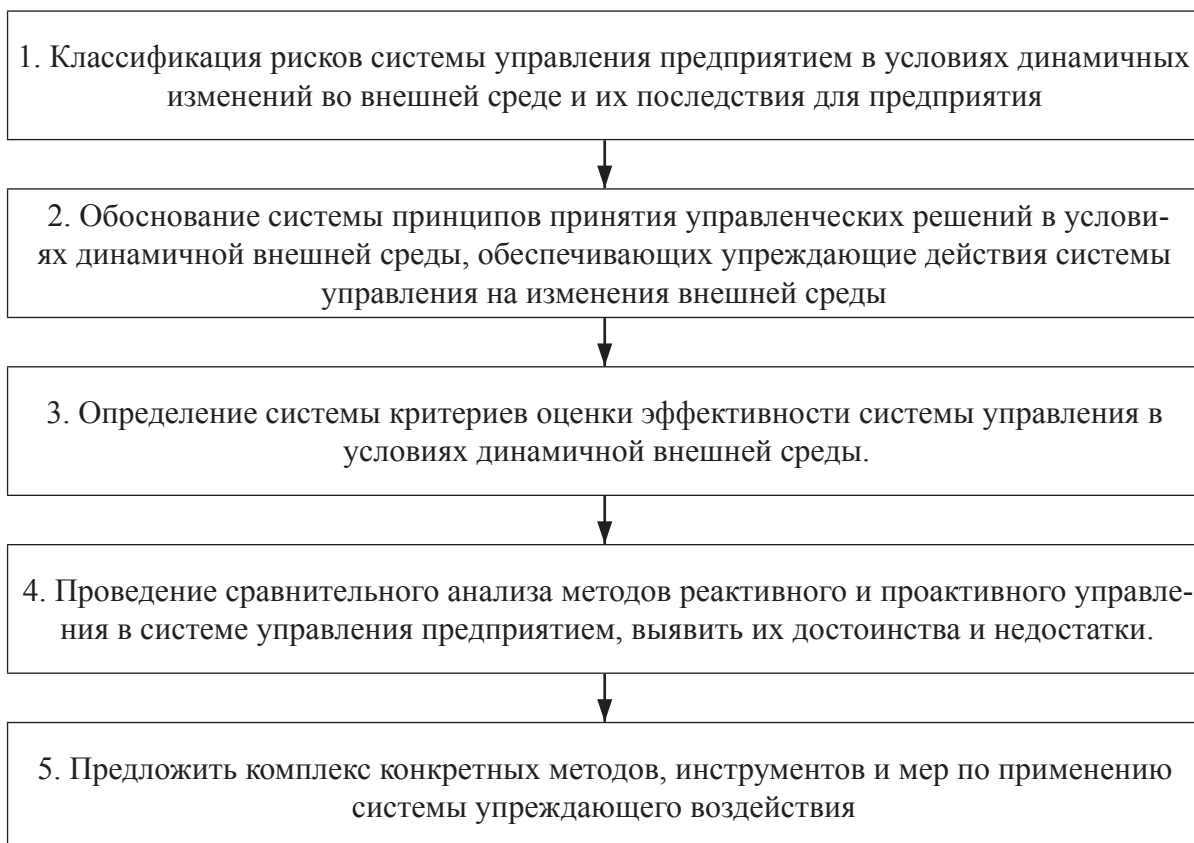 1. Классификация рисков системы управления предприятием в условиях динамичных
изменений во внешней среде и их последствия для предприятия
2. Обоснование системы принципов принятия управленческих решений в услови-
ях динамичной внешней среды, обеспечивающих упреждающие действия системы
управления на изменения внешней среды
3. Определение системы критериев оценки эффективности системы управления в
условиях динамичной внешней среды.
4. Проведение сравнительного анализа методов реактивного и проактивного управле-
ния в системе управления предприятием, выявить их достоинства и недостатки.
5. Предложить комплекс конкретных методов, инструментов и мер по применению
системы упреждающего воздействия